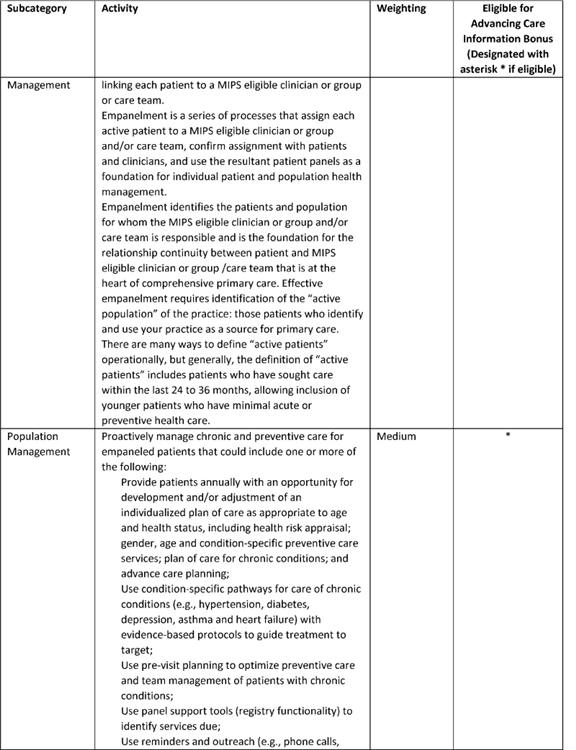 Subcategory Activity Weighting Eligible for
Advancing Care
Information Bonus
(Designated with
asterisk * if eligible)
Management linking each patient to a MIPS eligible clinician or group
or care team.
Empanelment is a series of processes that assign each
active patient to a MIPS eligible clinician or group
and/or care team, confirm assignment with patients
and clinicians, and use the resultant patient panels as a
foundation for individual patient and population health
management.
Empanelment identifies the patients and population
for whom the MIPS eligible clinician or group and/or
care team is responsible and is the foundation for the
relationship continuity between patient and MIPS
eligible clinician or group /care team that is at the
heart of comprehensive primary care. Effective
empanelment requires identification of the “active
population” of the practice: those patients who identify
and use your practice as a source for primary care.
There are many ways to define “active patients”
operationally, but generally, the definition of “active
patients” includes patients who have sought care
within the last 24 to 36 months, allowing inclusion of
younger patients who have minimal acute or
preventive health care.
Population Proactively manage chronic and preventive care for Medium *
Management empaneled patients that could include one or more of
the following:
Provide patients annually with an opportunity for
development and/or adjustment of an
individualized plan of care as appropriate to age
and health status, including health risk appraisal;
gender, age and condition-specific preventive care
services; plan of care for chronic conditions; and
advance care planning;
Use condition-specific pathways for care of chronic
conditions (e.g., hypertension, diabetes,
depression, asthma and heart failure) with
evidence-based protocols to guide treatment to
target;
Use pre-visit planning to optimize preventive care
and team management of patients with chronic
conditions;
Use panel support tools (registry functionality) to
identify services due;
Use reminders and outreach (e.g., phone calls,